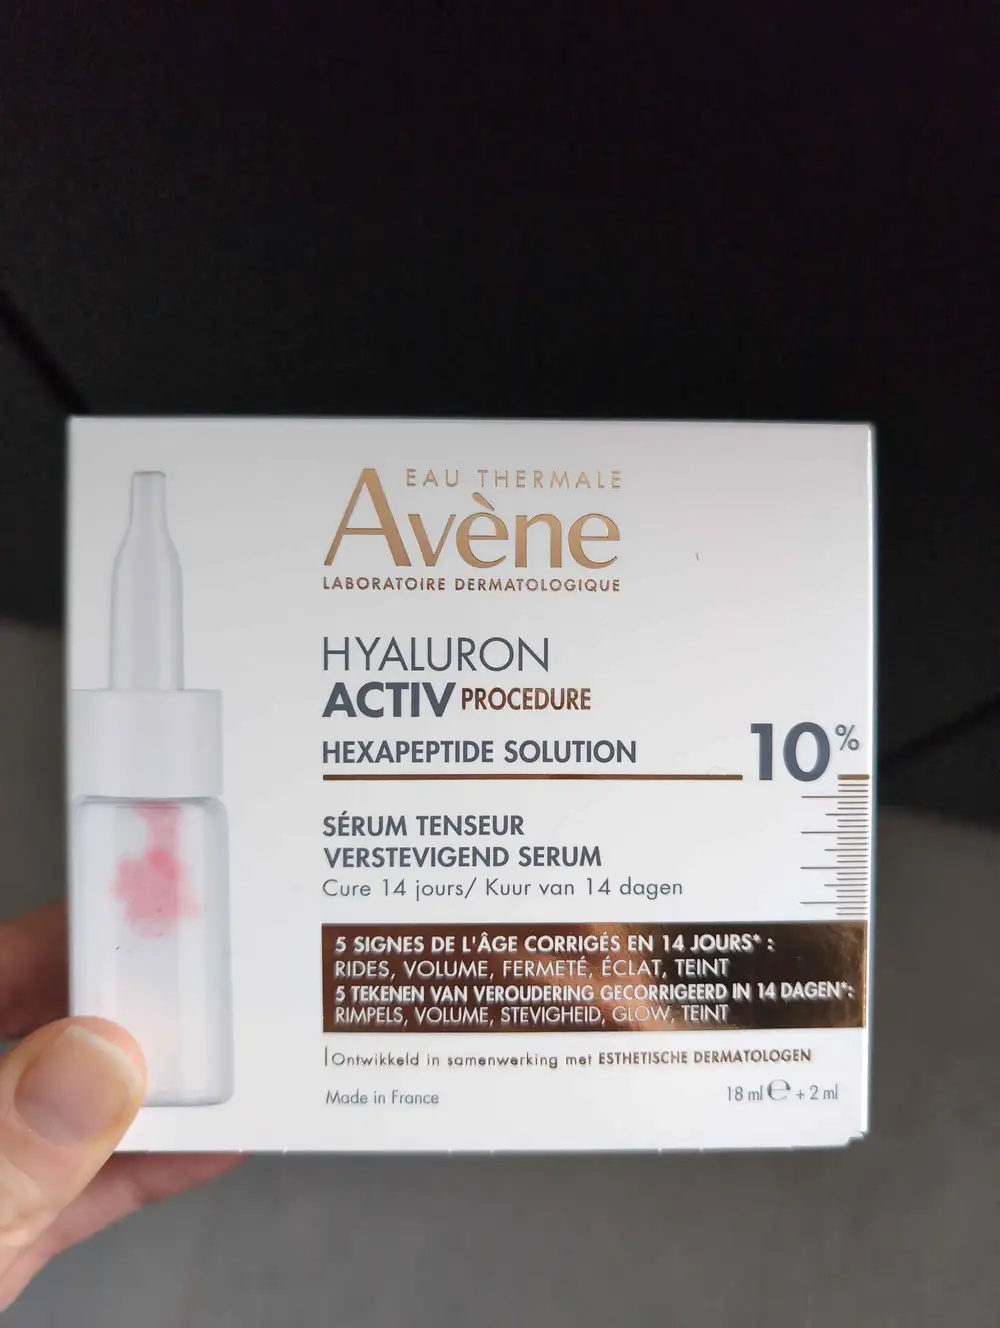 EAU THERMALE
Avène
LABORATOIRE DERMATOLOGIQUE
HYALURON
ACTIV PROCEDURE
HEXAPEPTIDE SOLUTION 10%
SÉRUM TENSEUR
VERSTEVIGEND SERUM
Cure 14 jours/ Kuur van 14 dagen
5 SIGNES DE L'ÂGE CORRIGÉS EN 14 JOURS* :
RIDES, VOLUME, FERMETÉ, ÉCLAT, TEINT
5 TEKENEN VAN VEROUDERING GECORRIGEERD IN 14 DAGEN*:
RIMPELS, VOLUME, STEVIGHEID, GLOW, TEINT
Ontwikkeld in samenwerking met ESTHETISCHE DERMATOLOGEN
Made in France
18 ml ℮ + 2 ml